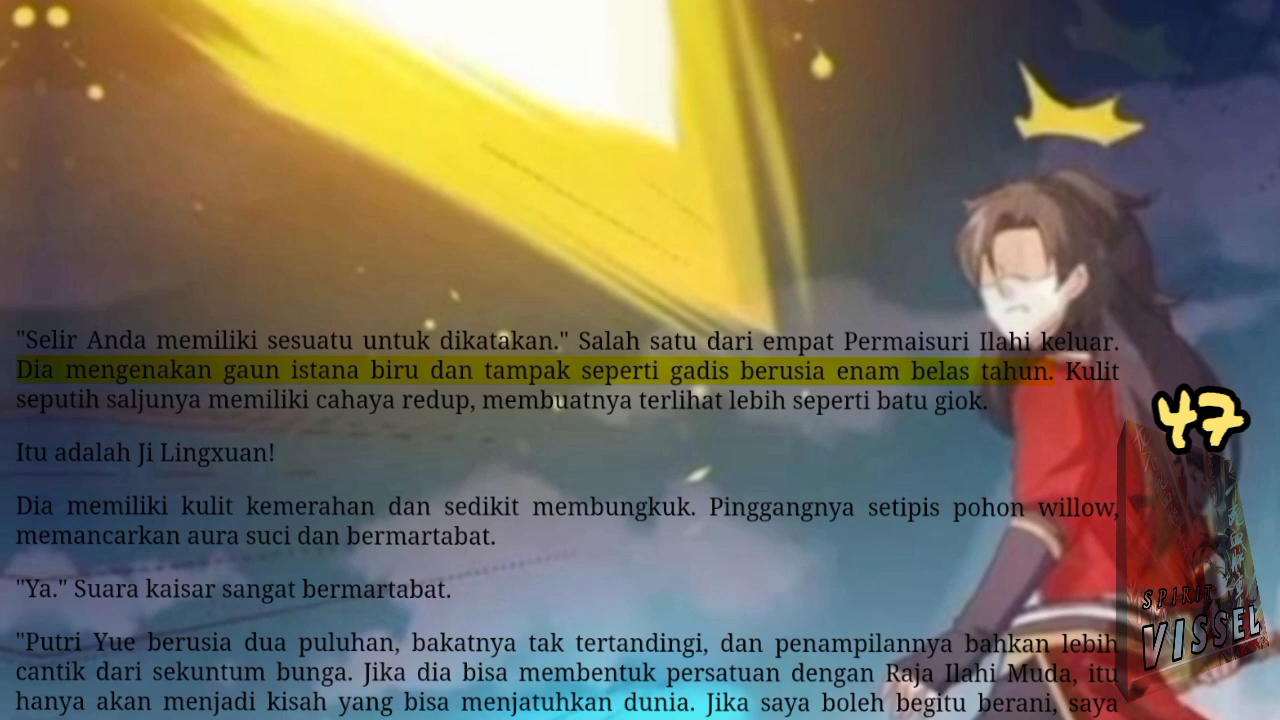 "Selir Anda memiliki sesuatu untuk dikatakan." Salah satu dari empat Permaisuri Ilahi keluar.
Dia mengenakan gaun istana biru dan tampak seperti gadis berusia enam belas tahun. Kulit
seputih saljunya memiliki cahaya redup, membuatnya terlihat lebih seperti batu giok.
Itu adalah Ji Lingxuan!
Dia memiliki kulit kemerahan dan sedikit membungkuk. Pinggangnya setipis pohon willow,
memancarkan aura suci dan bermartabat.
"Ya." Suara kaisar sangat bermartabat.
"Putri Yue berusia dua puluhan, bakatnya tak tertandingi, dan penampilannya bahkan lebih
cantik dari sekuntum bunga. Jika dia bisa membentuk persatuan dengan Raja Ilahi Muda, itu
hanya akan menjadi kisah yang bisa menjatuhkan dunia. Jika saya boleh begitu berani, saya
47
SPIRIT
VISSEL